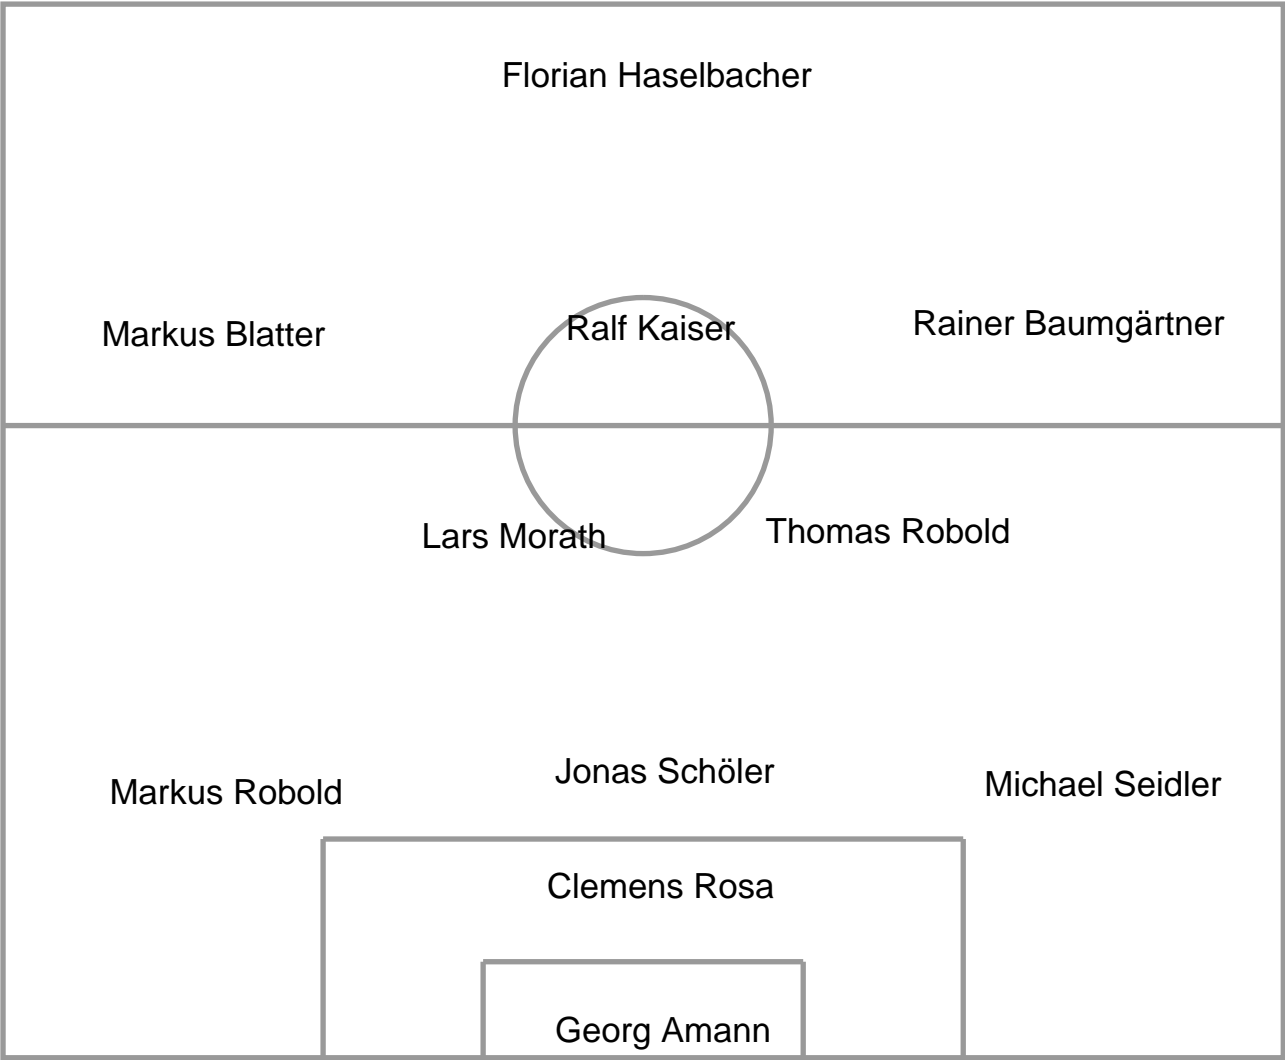 Florian Haselbacher
Markus Blatter
Ralf Kaiser
Rainer Baumgärtner
Lars Morath
Thomas Robold
Markus Robold
Jonas Schöler
Michael Seidler
Clemens Rosa
Georg Amann